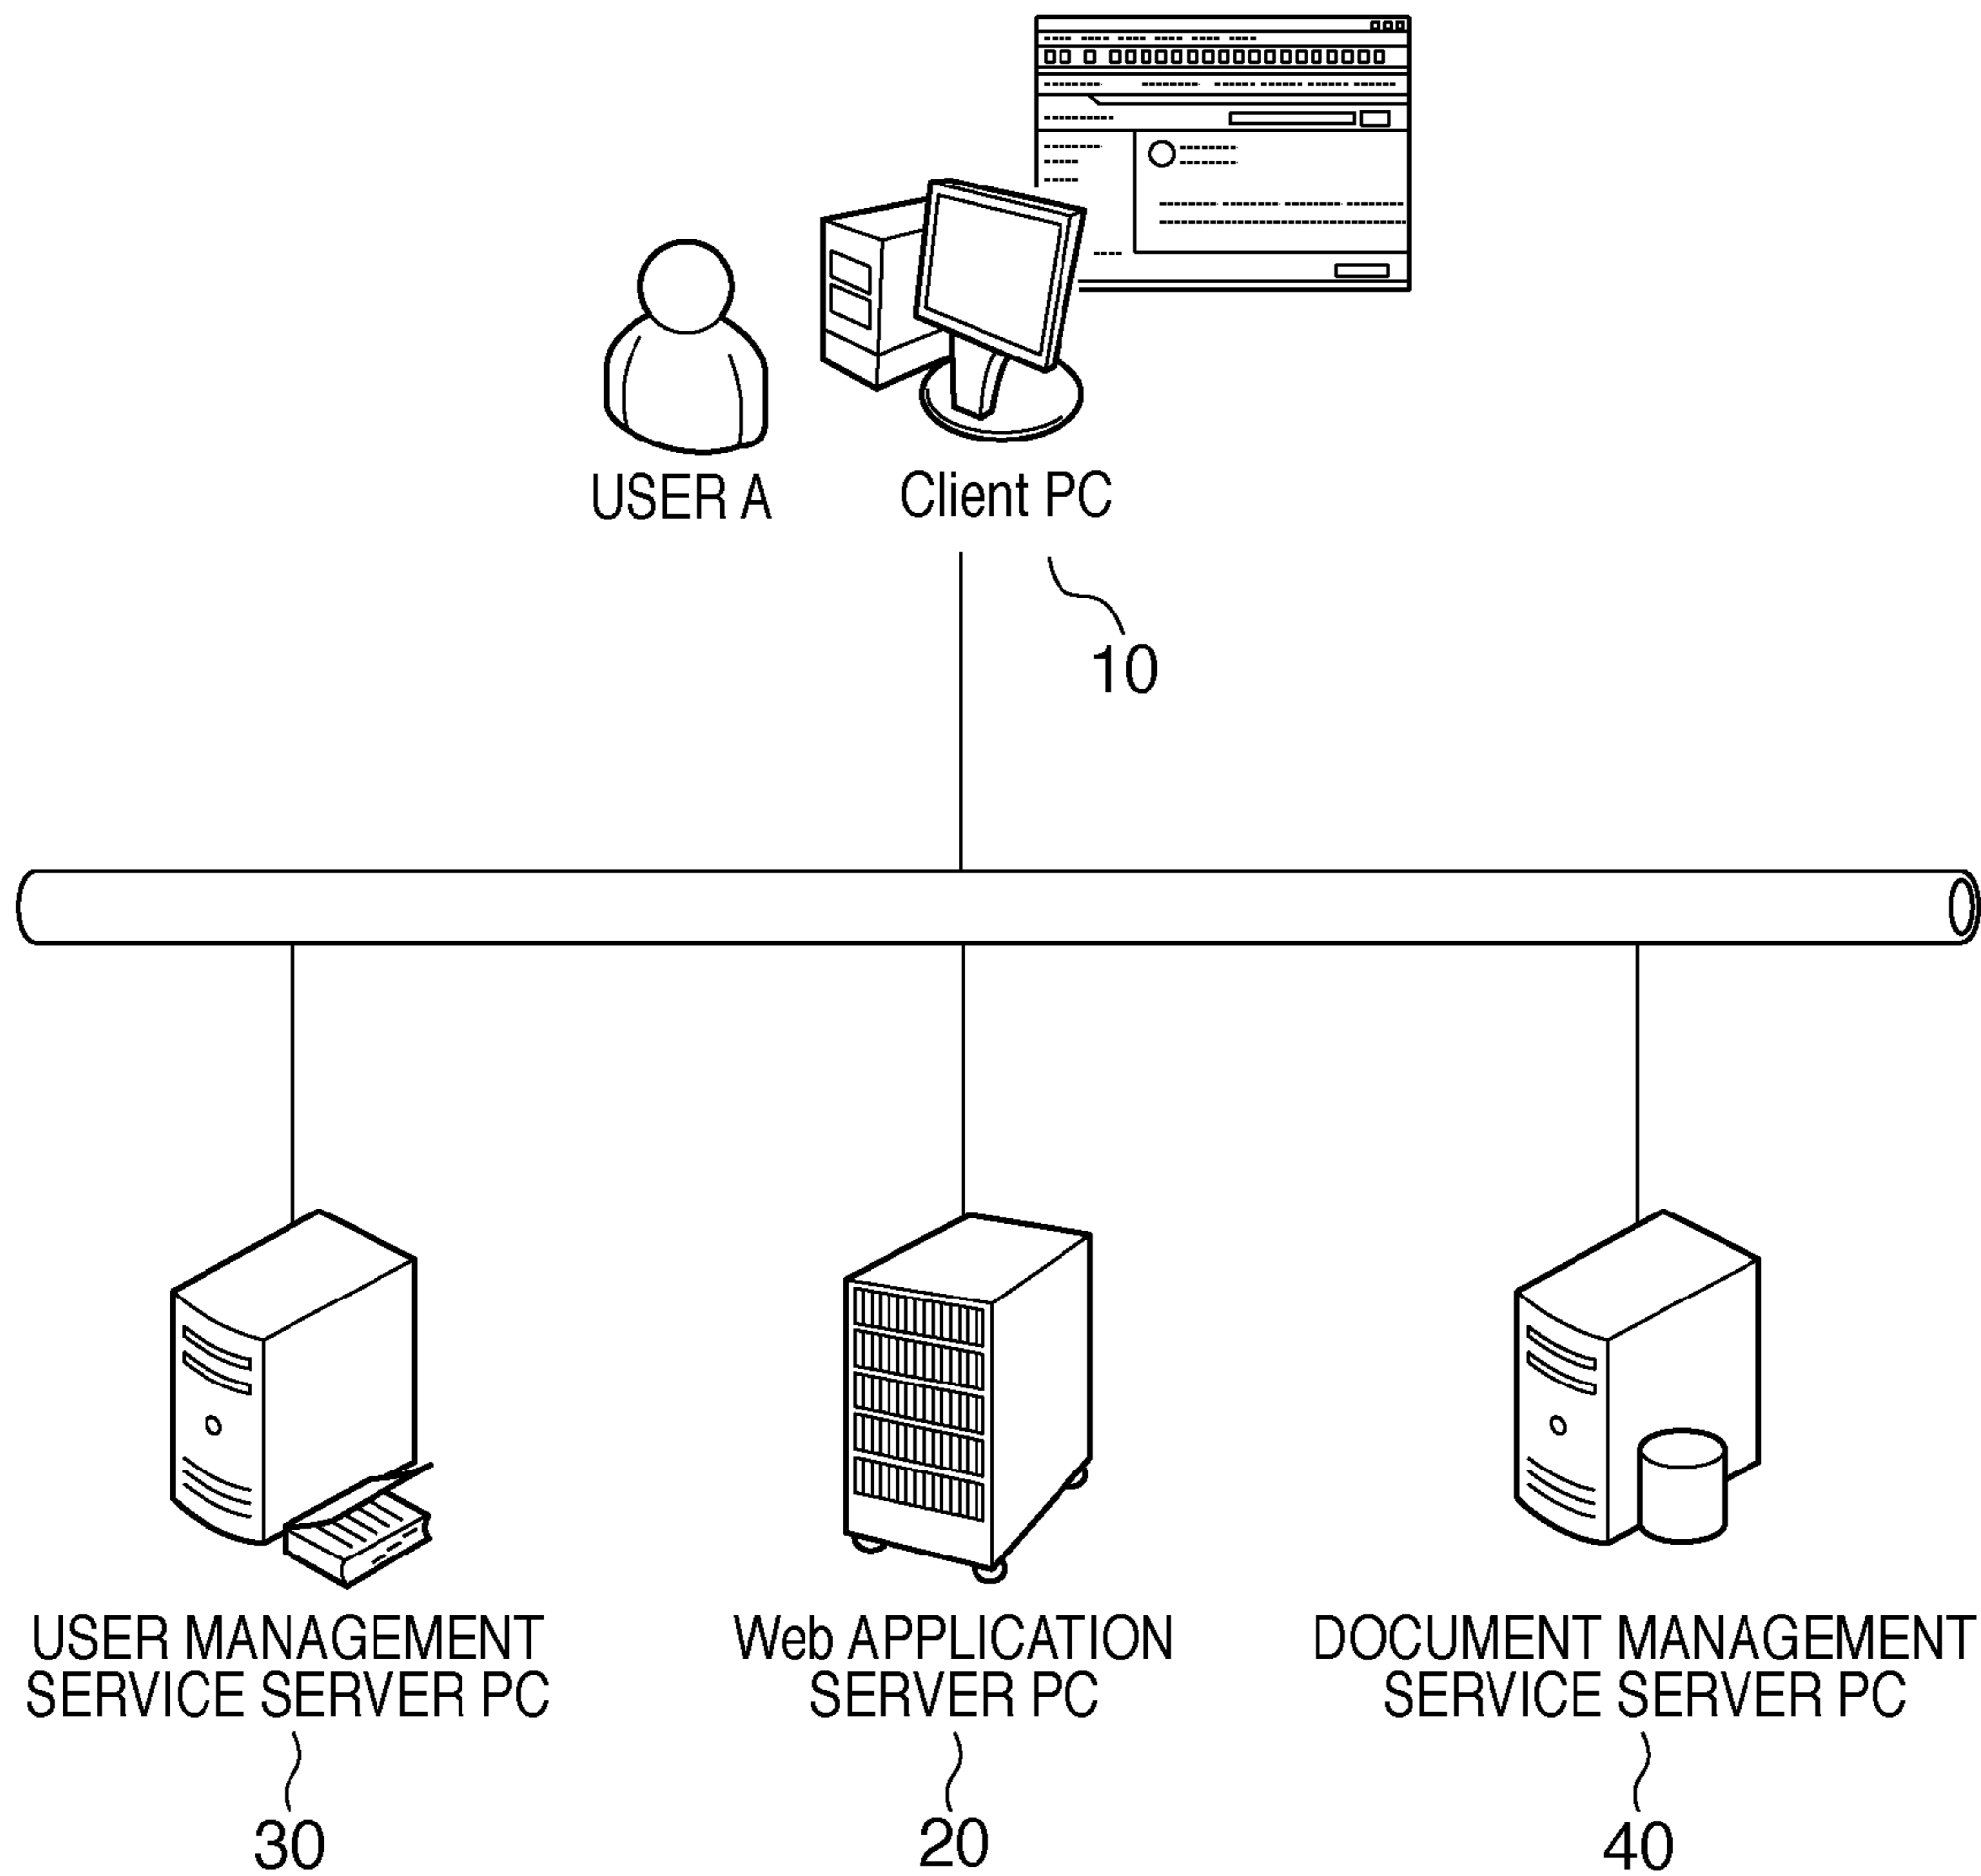 USER A
Client PC
10
USER MANAGEMENT
SERVICE SERVER PC
30
Web APPLICATION
SERVER PC
20
DOCUMENT MANAGEMENT
SERVICE SERVER PC
40